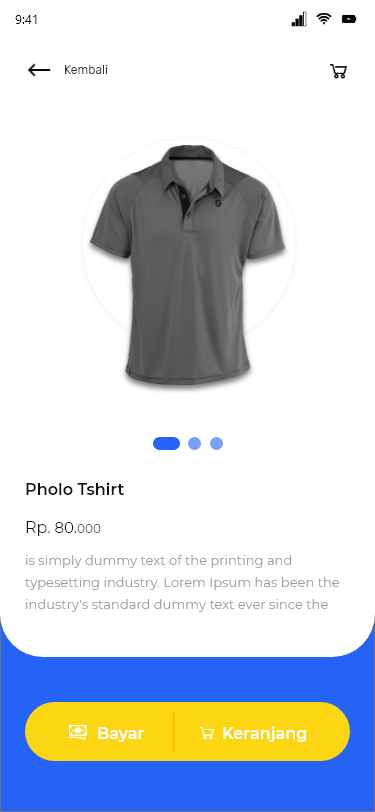 9:41
Kembali
Pholo Tshirt
Rp. 80.000
is simply dummy text of the printing and
typesetting industry. Lorem Ipsum has been the
industry's standard dummy text ever since the
Bayar
Keranjang